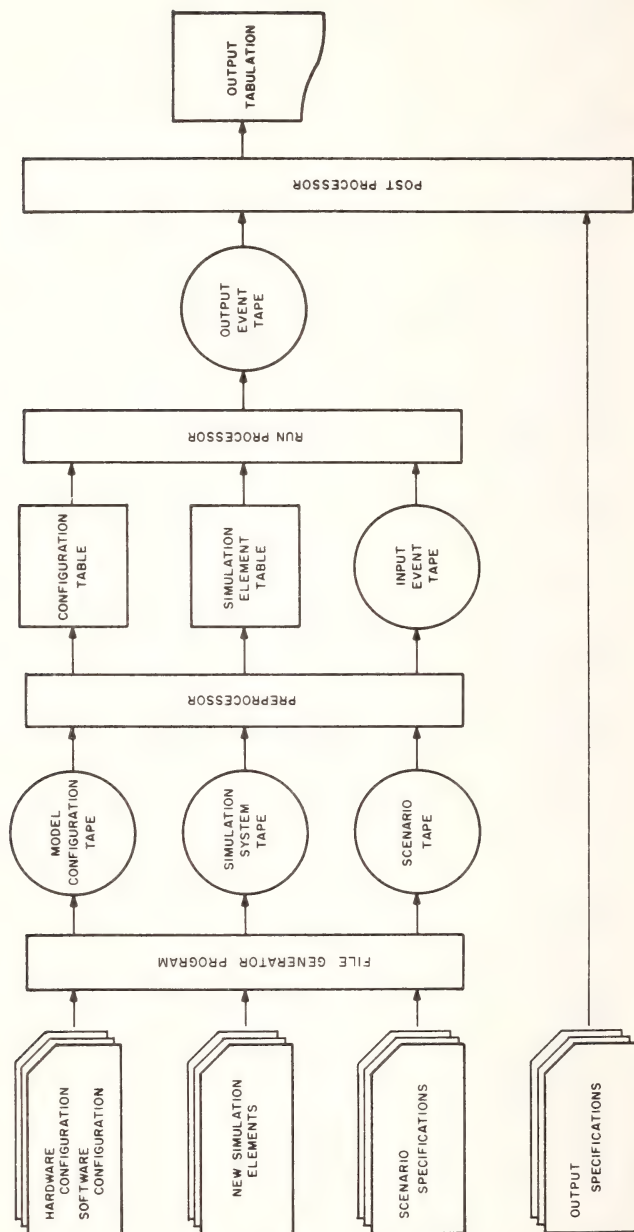 HARDWARE
CONFIGURATION
SOFTWARE
CONFIGURATION
NEW SIMULATION
ELEMENTS
SCENARIO
SPECIFICATIONS
OUTPUT
SPECIFICATIONS
FILE GENERATOR PROGRAM
MODEL
CONFIGURATION
TAPE
SIMULATION
SYSTEM
TAPE
SCENARIO
TAPE
PREPROCESSOR
CONFIGURATION
TABLE
SIMULATION
ELEMENT
TABLE
INPUT
EVENT
TAPE
RUN PROCESSOR
OUTPUT
EVENT
TAPE
POST PROCESSOR
OUTPUT
TABULATION